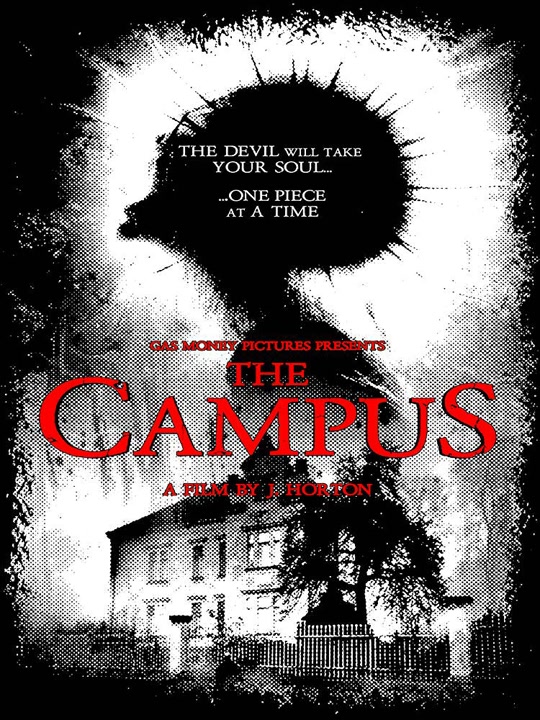 THE DEVIL WILL TAKE
YOUR SOUL...
...ONE PIECE
AT A TIME
GAS MONEY PICTURES PRESENTS
THE
CAMPUS
A FILM BY J. HORTON